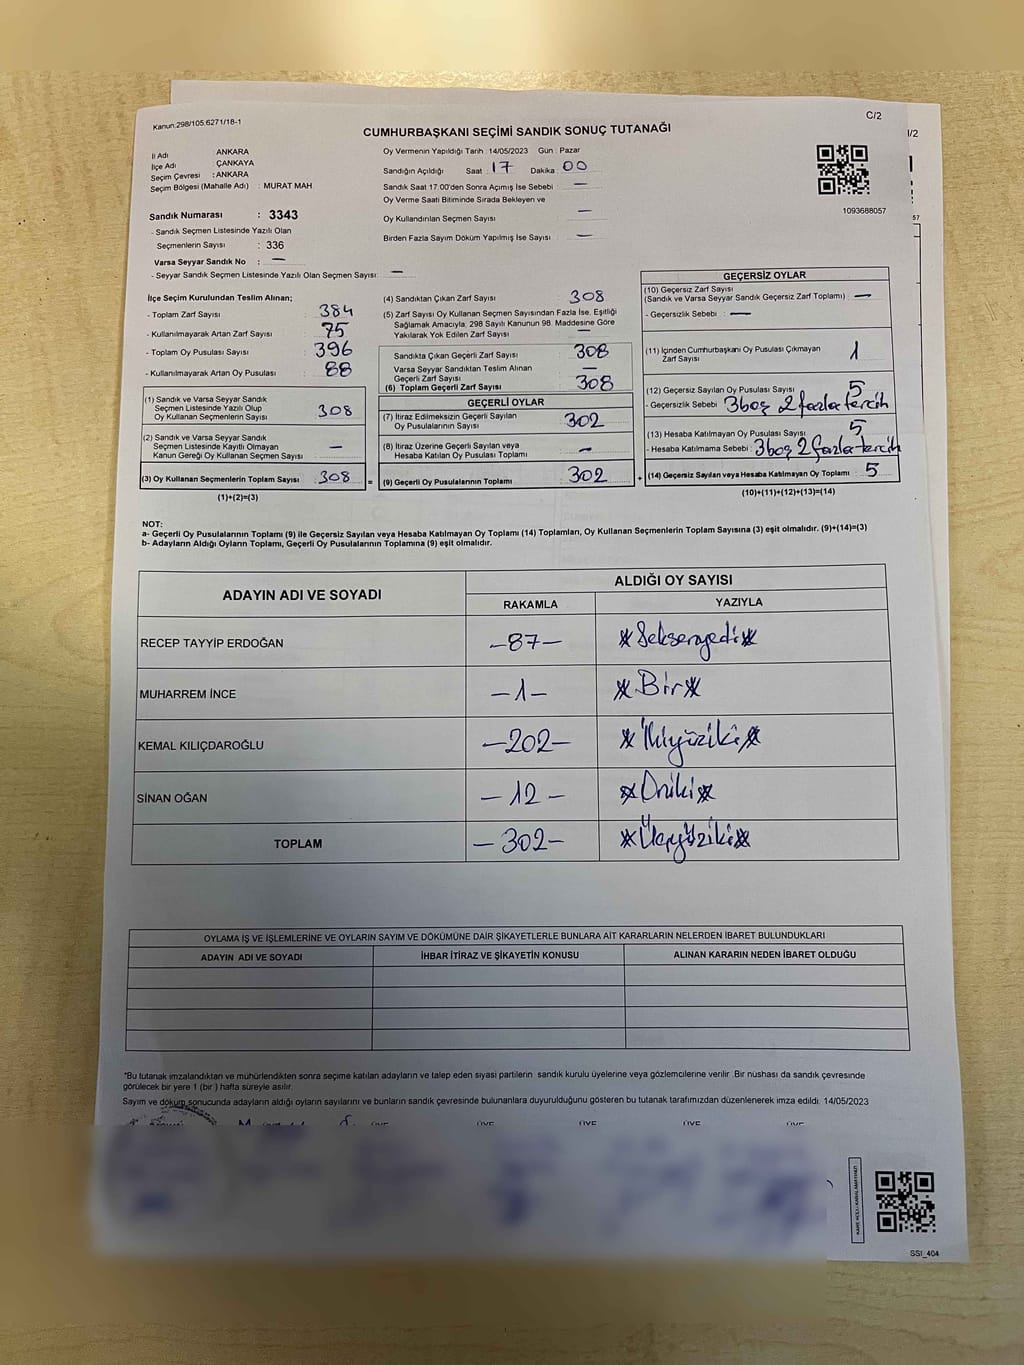 Kanun:298/105,6271/18-1
C/2
I/2
CUMHURBAŞKANI SEÇİMİ SANDIK SONUÇ TUTANAĞI
İl Adı : ANKARA
İlçe Adı : ÇANKAYA
Seçim Çevresi : ANKARA
Seçim Bölgesi (Mahalle Adı) : MURAT MAH
Sandık Numarası : 3343
- Sandık Seçmen Listesinde Yazılı Olan
Seçmenlerin Sayısı : 336
Varsa Seyyar Sandık No : —
- Seyyar Sandık Seçmen Listesinde Yazılı Olan Seçmen Sayısı: —
Oy Vermenin Yapıldığı Tarih : 14/05/2023 Gün : Pazar
Sandığın Açıldığı Saat : 17 Dakika : 00
Sandık Saat 17.00'den Sonra Açımış İse Sebebi : —
Oy Verme Saati Bitiminde Sırada Bekleyen ve
Oy Kullandırılan Seçmen Sayısı : —
Birden Fazla Sayım Döküm Yapılmış İse Sayısı : —
1093688057
57
İlçe Seçim Kurulundan Teslim Alınan;
- Toplam Zarf Sayısı : 384
- Kullanılmayarak Artan Zarf Sayısı : 75
- Toplam Oy Pusulası Sayısı : 396
- Kullanılmayarak Artan Oy Pusulası : 88
(1) Sandık ve Varsa Seyyar Sandık
Seçmen Listesinde Yazılı Olup
Oy Kullanan Seçmenlerin Sayısı : 308
(2) Sandık ve Varsa Seyyar Sandık
Seçmen Listesinde Kayıtlı Olmayan
Kanun Gereği Oy Kullanan Seçmen Sayısı : —
(3) Oy Kullanan Seçmenlerin Toplam Sayısı : 308 =
(1)+(2)=(3)
(4) Sandıktan Çıkan Zarf Sayısı : 308
(5) Zarf Sayısı Oy Kullanan Seçmen Sayısından Fazla İse, Eşitliği
Sağlamak Amacıyla, 298 Sayılı Kanunun 98. Maddesine Göre
Yakılarak Yok Edilen Zarf Sayısı : —
Sandıkta Çıkan Geçerli Zarf Sayısı : 308
Varsa Seyyar Sandıktan Teslim Alınan
Geçerli Zarf Sayısı : —
(6) Toplam Geçerli Zarf Sayısı : 308
GEÇERLİ OYLAR
(7) İtiraz Edilmeksizin Geçerli Sayılan
Oy Pusulalarının Sayısı : 302
(8) İtiraz Üzerine Geçerli Sayılan veya
Hesaba Katılan Oy Pusulası Toplamı : —
(9) Geçerli Oy Pusulalarının Toplamı : 302 +
GEÇERSİZ OYLAR
(10) Geçersiz Zarf Sayısı
(Sandık ve Varsa Seyyar Sandık Geçersiz Zarf Toplamı) : —
- Geçersizlik Sebebi : —
(11) İçinden Cumhurbaşkanı Oy Pusulası Çıkmayan
Zarf Sayısı : 1
(12) Geçersiz Sayılan Oy Pusulası Sayısı : 5
- Geçersizlik Sebebi : 3 boş 2 fazla tercih
(13) Hesaba Katılmayan Oy Pusulası Sayısı : 5
- Hesaba Katılmama Sebebi : 3 boş 2 fazla tercih
(14) Geçersiz Sayılan veya Hesaba Katılmayan Oy Toplamı : 5
(10)+(11)+(12)+(13)=(14)
NOT:
a- Geçerli Oy Pusulalarının Toplamı (9) ile Geçersiz Sayılan veya Hesaba Katılmayan Oy Toplamı (14) Toplamları, Oy Kullanan Seçmenlerin Toplam Sayısına (3) eşit olmalıdır. (9)+(14)=(3)
b- Adayların Aldığı Oyların Toplamı, Geçerli Oy Pusulalarının Toplamına (9) eşit olmalıdır.
ADAYIN ADI VE SOYADI
ALDIĞI OY SAYISI
RAKAMLA YAZIYLA
RECEP TAYYİP ERDOĞAN –87– *Seksenyedi*
MUHARREM İNCE –1– *Bir*
KEMAL KILIÇDAROĞLU –202– *İkiyüziki*
SİNAN OĞAN –12– *Oniki*
TOPLAM –302– *Üçyüziki*
OYLAMA İŞ VE İŞLEMLERİNE VE OYLARIN SAYIM VE DÖKÜMÜNE DAİR ŞİKAYETLERLE BUNLARA AİT KARARLARIN NELERDEN İBARET BULUNDUKLARI
ADAYIN ADI VE SOYADI İHBAR İTİRAZ VE ŞİKAYETİN KONUSU ALINAN KARARIN NEDEN İBARET OLDUĞU
*Bu tutanak imzalandıktan ve mühürlendikten sonra seçime katılan adayların ve talep eden siyasi partilerin sandık kurulu üyelerine veya gözlemcilerine verilir. Bir nüshası da sandık çevresinde
görülecek bir yere 1 (bir ) hafta süreyle asılır.
Sayım ve döküm sonucunda adayların aldığı oyların sayılarını ve bunların sandık çevresinde bulunanlara duyurulduğunu gösteren bu tutanak tarafımızdan düzenlenerek imza edildi. 14/05/2023
ÜYE ÜYE ÜYE ÜYE ÜYE
SSI_404